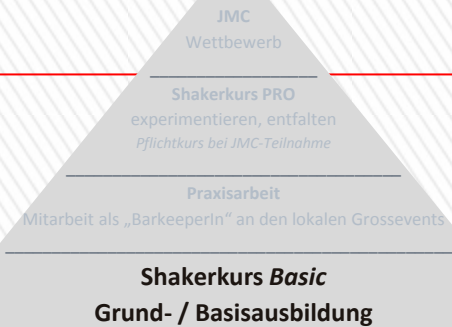 JMC
Wettbewerb
Shakerkurs PRO
experimentieren, entfalten
Pflichtkurs bei JMC-Teilnahme
Praxisarbeit
Mitarbeit als „BarkeeperIn“ an den lokalen Grossevents
Shakerkurs Basic
Grund- / Basisausbildung